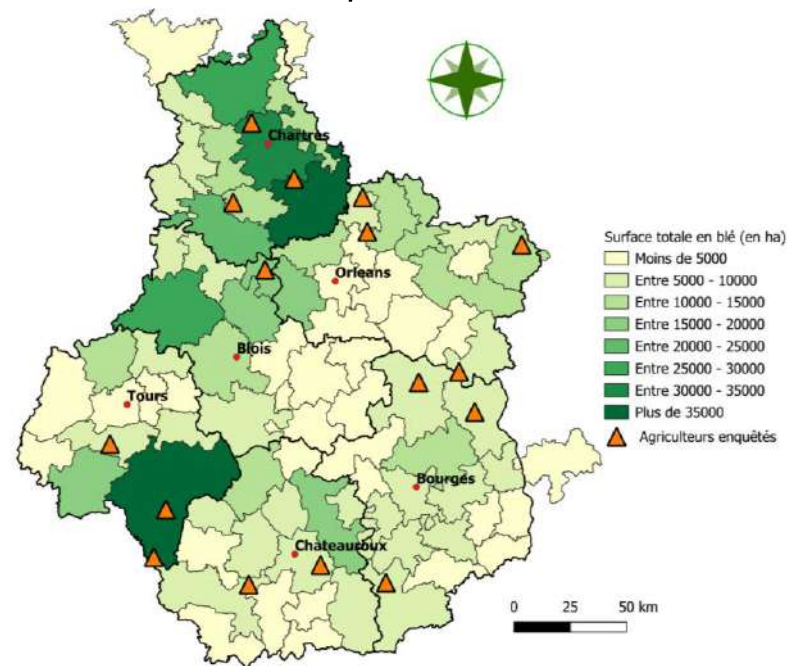 Chartres
Orleans
Blois
Tours
Bourges
Chateauroux
Surface totale en blé (en ha)
Moins de 5000
Entre 5000 - 10000
Entre 10000 - 15000
Entre 15000 - 20000
Entre 20000 - 25000
Entre 25000 - 30000
Entre 30000 - 35000
Plus de 35000
Agriculteurs enquêtés
0 25 50 km